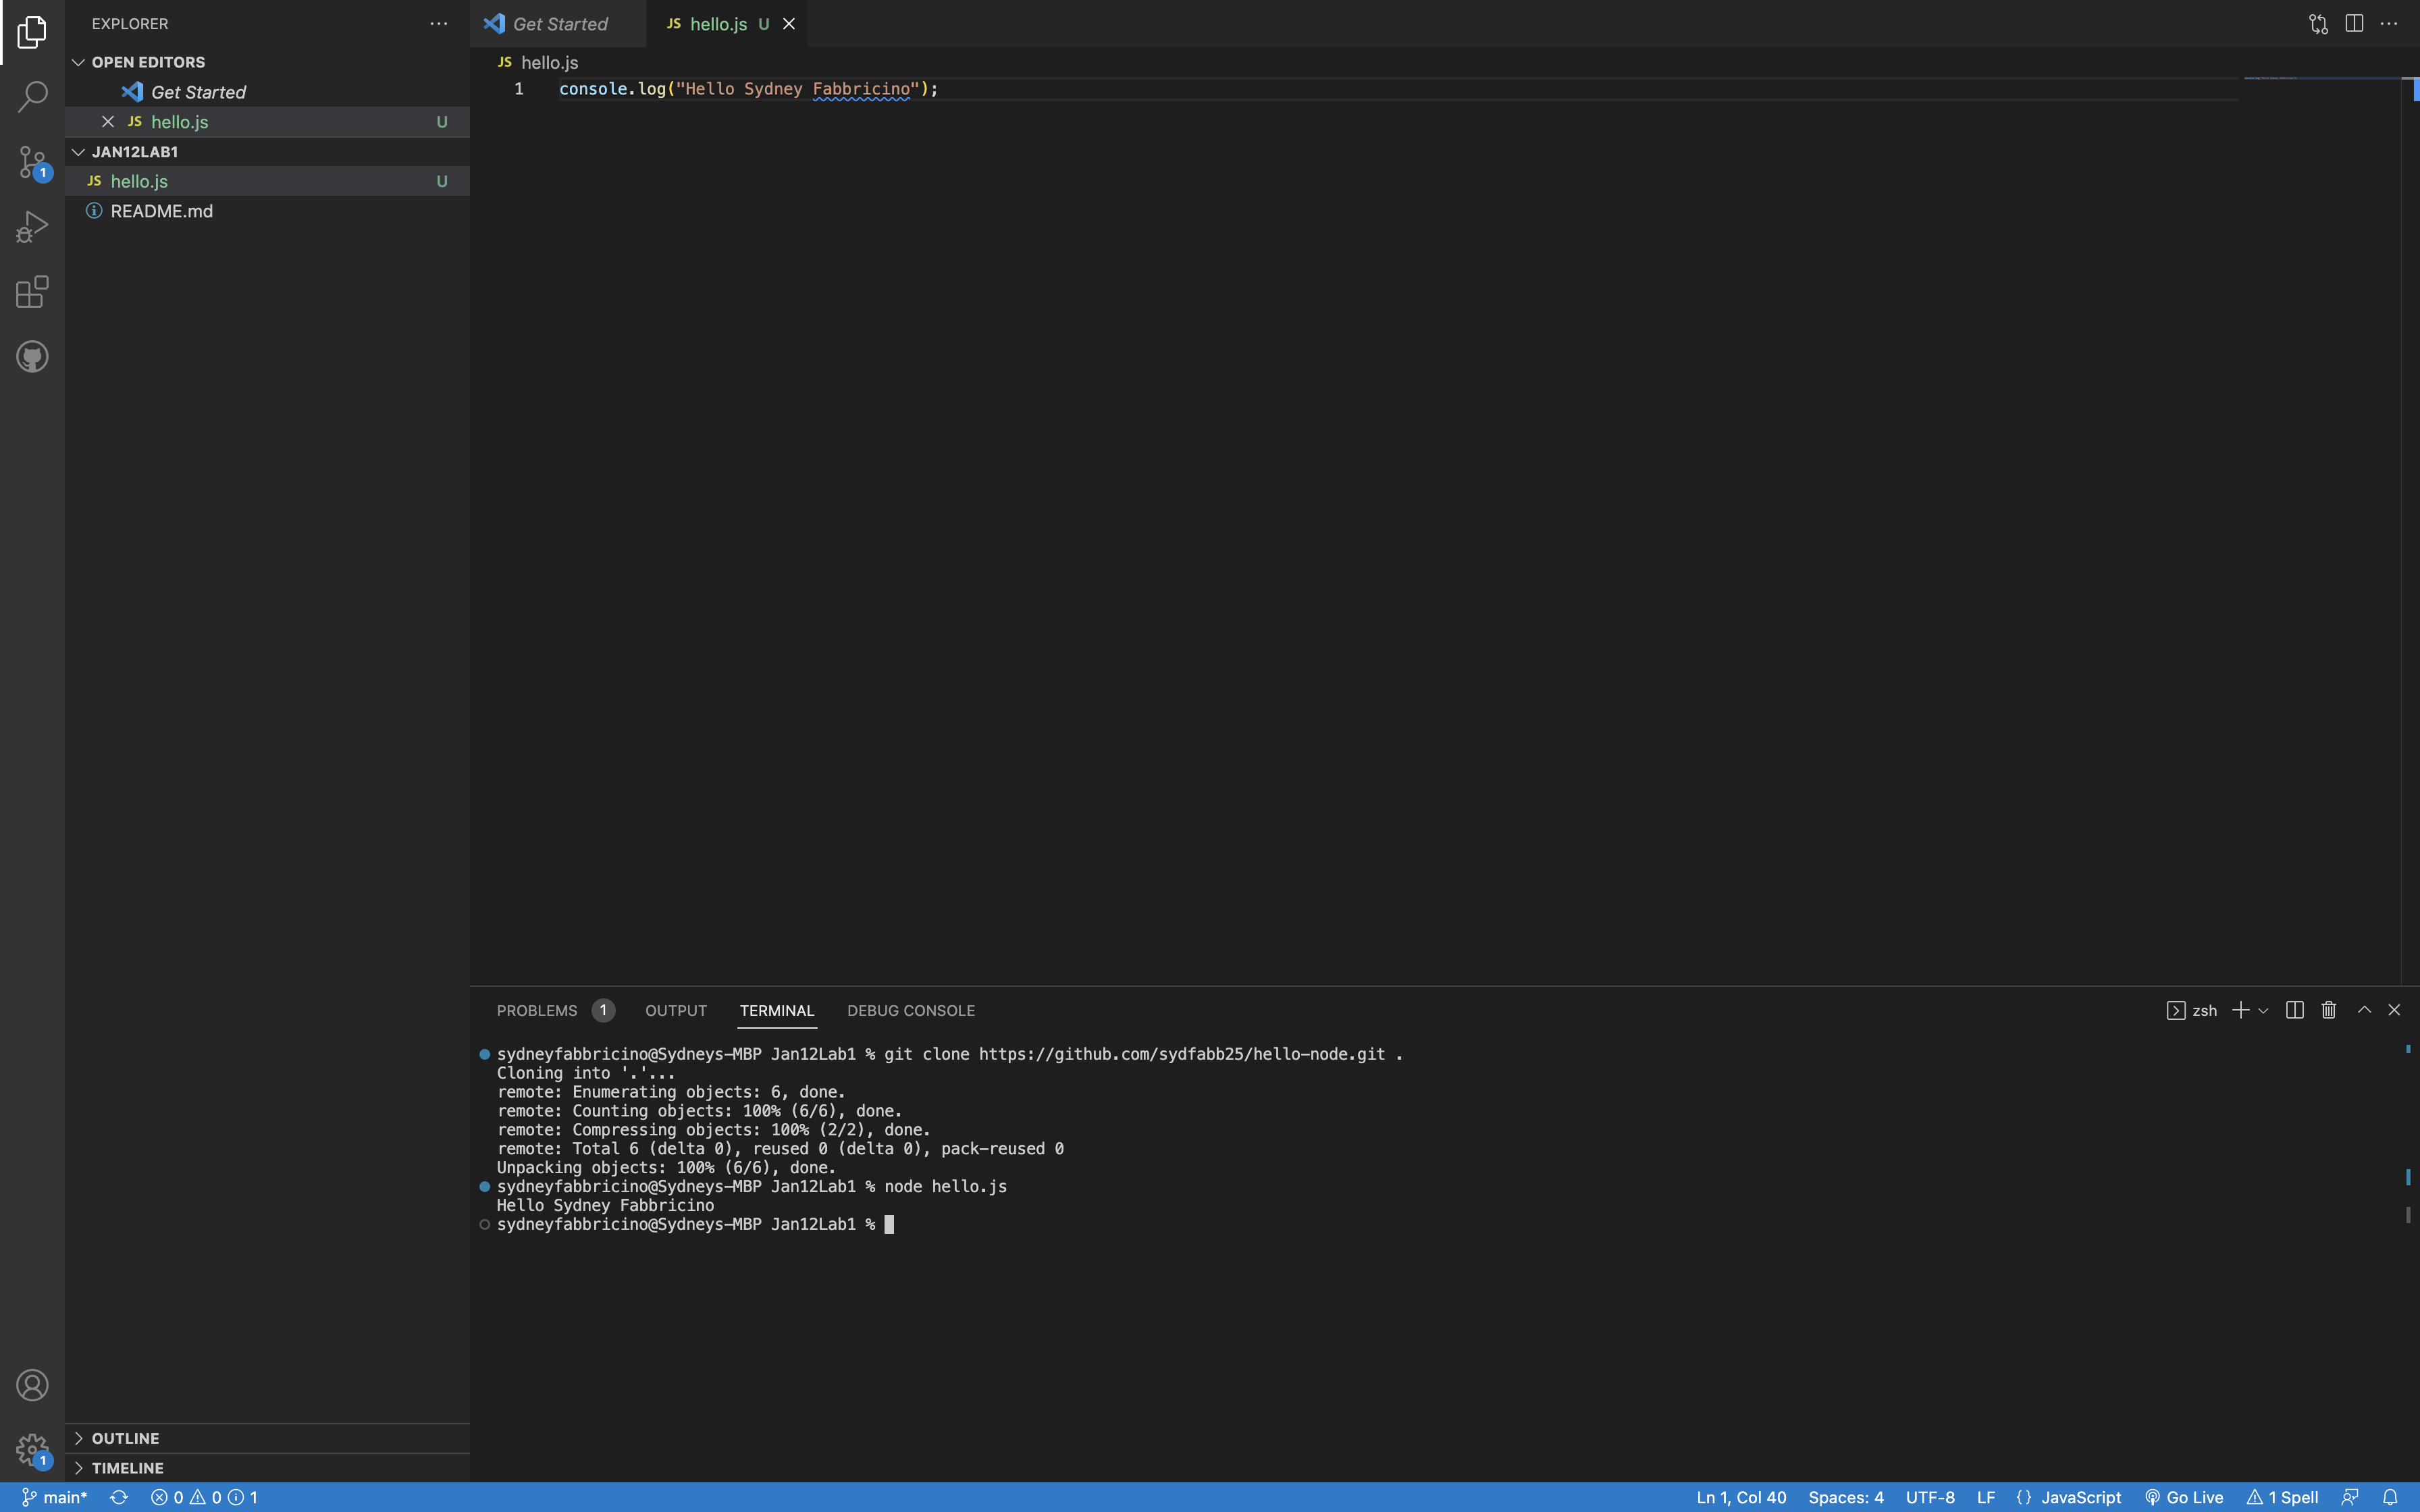 EXPLORER
OPEN EDITORS
Get Started
JS hello.js U
JAN12LAB1
JS hello.js U
README.md
OUTLINE
TIMELINE
1
1
Get Started
JS hello.js U
JS hello.js
1 console.log("Hello Sydney Fabbricino");
PROBLEMS 1 OUTPUT TERMINAL DEBUG CONSOLE
zsh
sydneyfabbricino@Sydneys-MBP Jan12Lab1 % git clone https://github.com/sydfabb25/hello-node.git .
Cloning into '.'...
remote: Enumerating objects: 6, done.
remote: Counting objects: 100% (6/6), done.
remote: Compressing objects: 100% (2/2), done.
remote: Total 6 (delta 0), reused 0 (delta 0), pack-reused 0
Unpacking objects: 100% (6/6), done.
sydneyfabbricino@Sydneys-MBP Jan12Lab1 % node hello.js
Hello Sydney Fabbricino
sydneyfabbricino@Sydneys-MBP Jan12Lab1 %
main* 0 0 1
Ln 1, Col 40 Spaces: 4 UTF-8 LF {} JavaScript Go Live 1 Spell